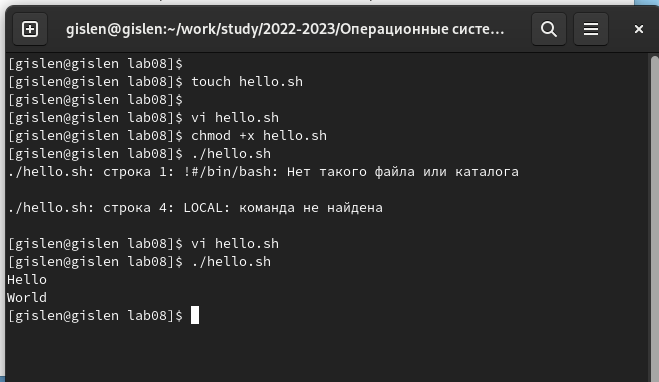 gislen@gislen:~/work/study/2022-2023/Операционные систе...
[gislen@gislen lab08]$
[gislen@gislen lab08]$ touch hello.sh
[gislen@gislen lab08]$
[gislen@gislen lab08]$ vi hello.sh
[gislen@gislen lab08]$ chmod +x hello.sh
[gislen@gislen lab08]$ ./hello.sh
./hello.sh: строка 1: !#/bin/bash: Нет такого файла или каталога
./hello.sh: строка 4: LOCAL: команда не найдена
[gislen@gislen lab08]$ vi hello.sh
[gislen@gislen lab08]$ ./hello.sh
Hello
World
[gislen@gislen lab08]$